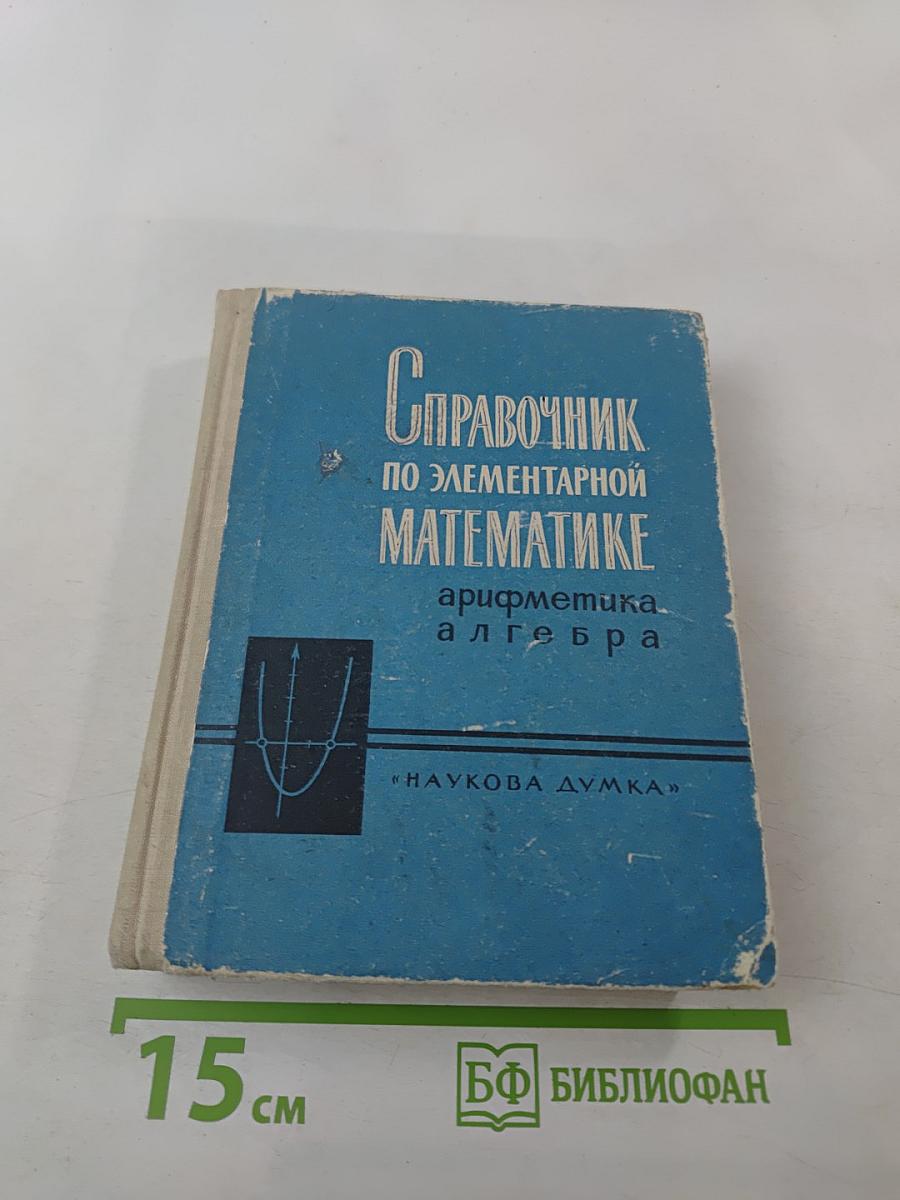 Справочник
по элементарной
математике
арифметика
алгебра
«НАУКОВА ДУМКА»
15 см
БФ БИБЛИОФАН